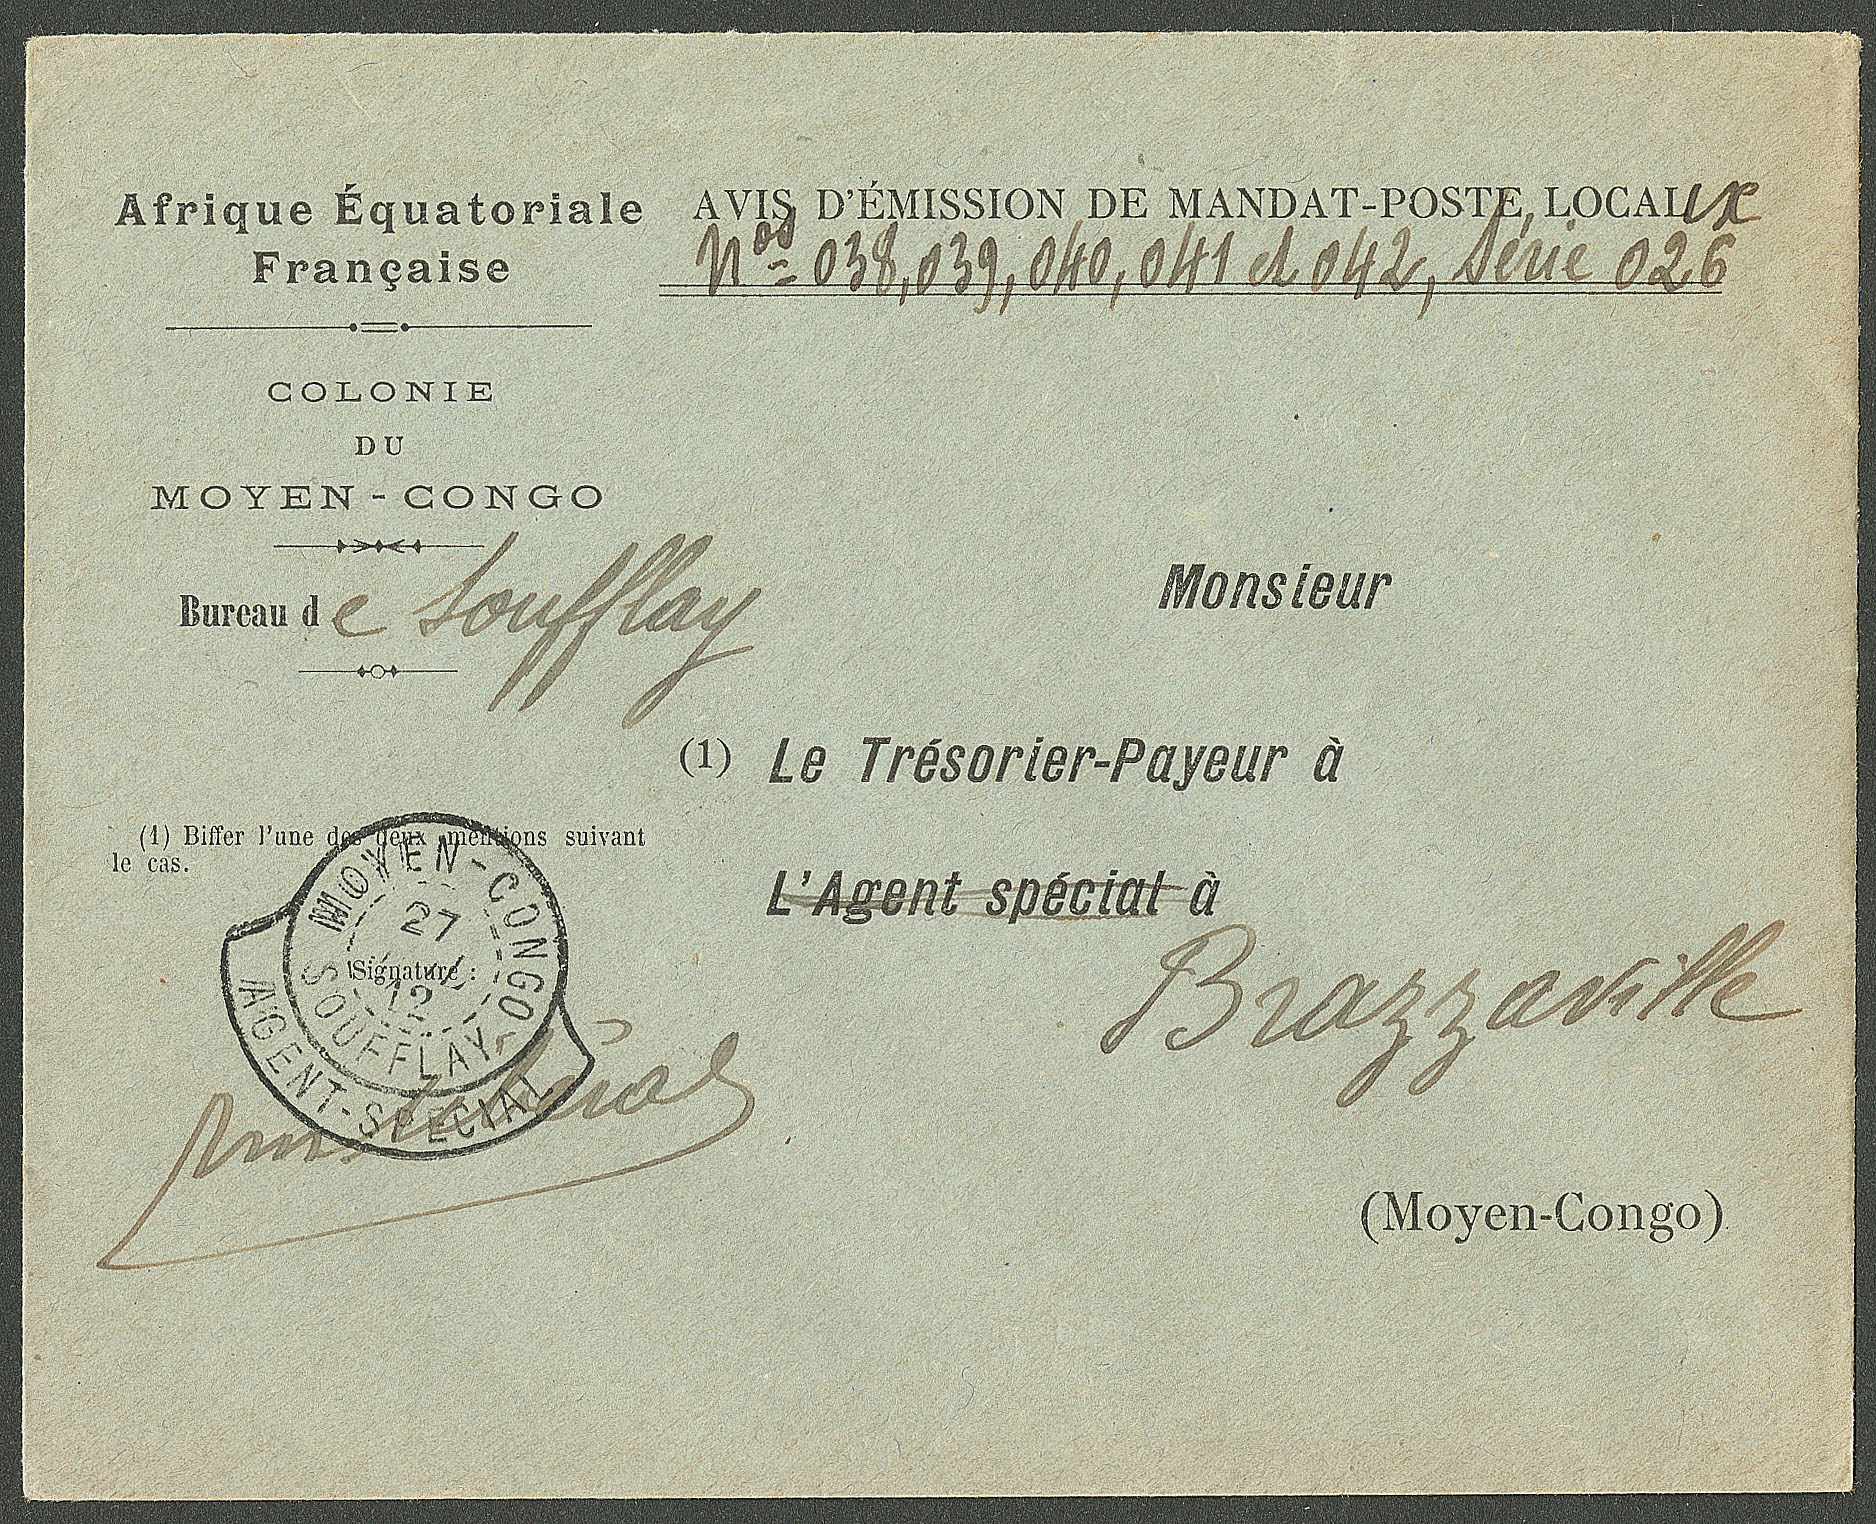 Afrique Équatoriale
Française
COLONIE
DU
MOYEN-CONGO
Bureau de Soufflay
AVIS D'ÉMISSION DE MANDAT-POSTE LOCALux
Nos 038, 039, 040, 041 et 042, Série 026
Monsieur
(1) Le Trésorier-Payeur à
L'Agent spécial à
Brazzaville
(Moyen-Congo)
(1) Biffer l'une des deux mentions suivant
le cas.
Signature :
MOYEN-CONGO
27
12
SOUFFLAY
AGENT-SPECIAL